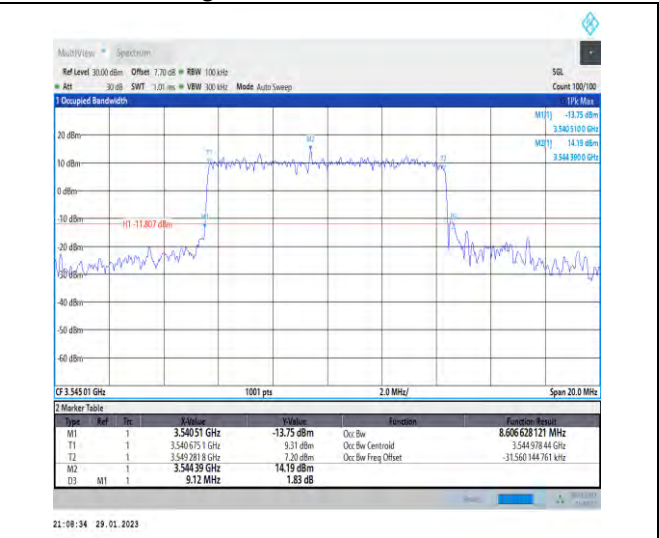 MultiView Spectrum
Ref Level 30.00 dBm Offset 7.70 dB RBW 100 kHz SGL
Att 30 dB SWT 1.01 ms VBW 300 kHz Mode Auto Sweep Count 100/100
1 Occupied Bandwidth 1Pk Max
M1[1] -13.75 dBm
3.540 510 0 GHz
M2[1] 14.19 dBm
3.544 390 0 GHz
20 dBm
M2
T1
T2
10 dBm
0 dBm
-10 dBm
M1
H1 -11.807 dBm
-20 dBm
-30 dBm
-40 dBm
-50 dBm
-60 dBm
CF 3.545 01 GHz 1001 pts 2.0 MHz/ Span 20.0 MHz
2 Marker Table
Type Ref Trc X-Value Y-Value Function Function Result
M1 1 3.540 51 GHz -13.75 dBm Occ Bw 8.606 628 121 MHz
T1 1 3.540 675 1 GHz 9.31 dBm Occ Bw Centroid 3.544 978 44 GHz
T2 1 3.549 281 8 GHz 7.20 dBm Occ Bw Freq Offset -31.560 144 761 kHz
M2 1 3.544 39 GHz 14.19 dBm
D3 M1 1 9.12 MHz 1.83 dB
21:08:34 29.01.2023